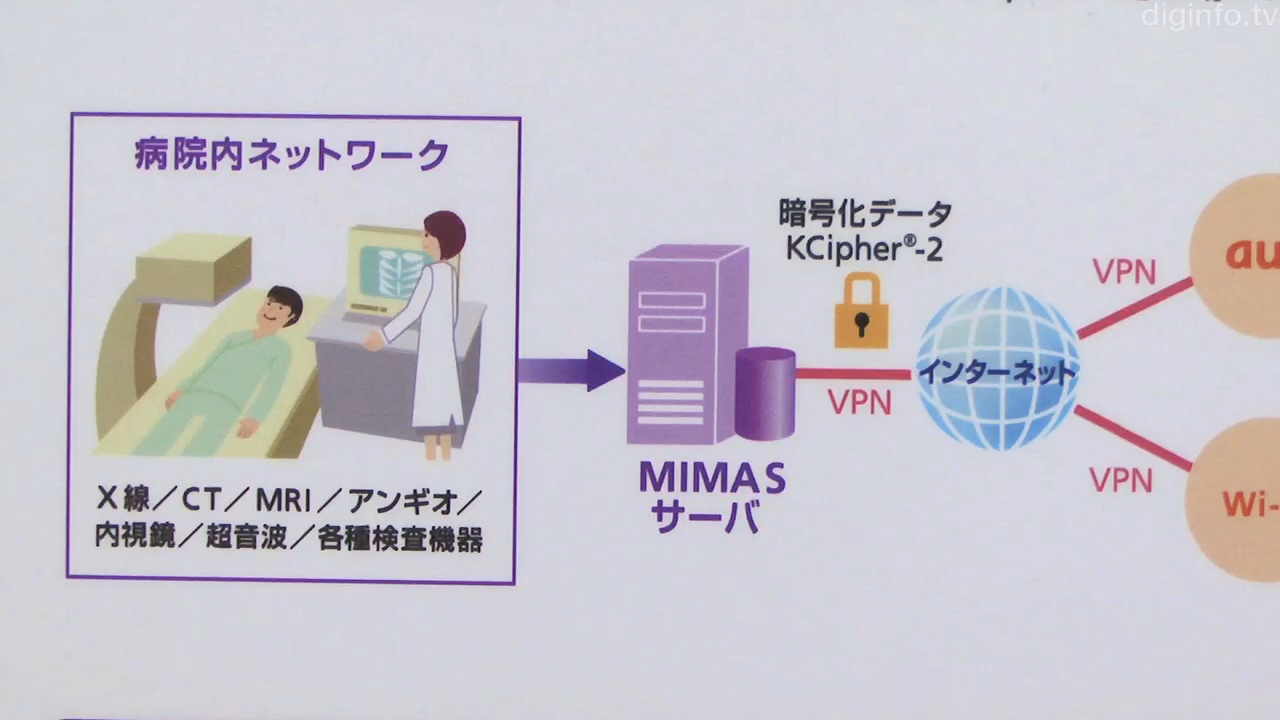 diginfo.tv
病院内ネットワーク
X線／CT／MRI／アンギオ／
内視鏡／超音波／各種検査機器
MIMAS
サーバ
暗号化データ
KCipher®-2
VPN
インターネット
VPN
au
VPN
Wi-